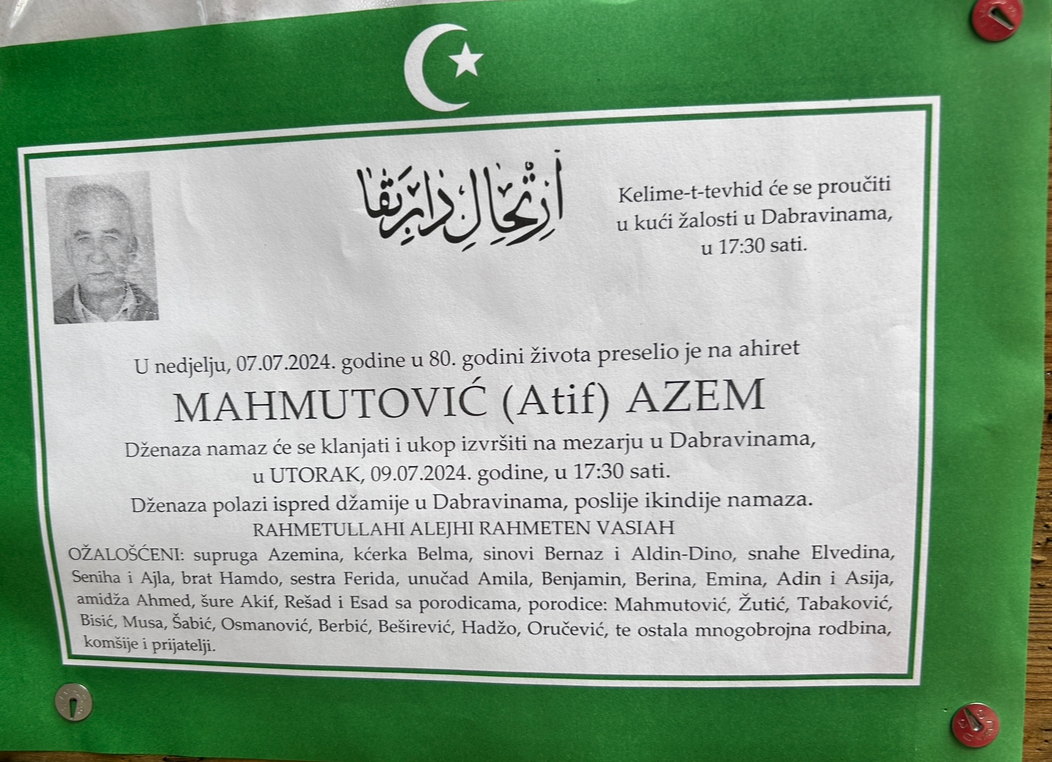 ارتحال دار بقا
Kelime-t-tevhid će se proučiti
u kući žalosti u Dabravinama,
u 17:30 sati.
U nedjelju, 07.07.2024. godine u 80. godini života preselio je na ahiret
MAHMUTOVIĆ (Atif) AZEM
Dženaza namaz će se klanjati i ukop izvršiti na mezarju u Dabravinama,
u UTORAK, 09.07.2024. godine, u 17:30 sati.
Dženaza polazi ispred džamije u Dabravinama, poslije ikindije namaza.
RAHMETULLAHI ALEJHI RAHMETEN VASIAH
OŽALOŠĆENI: supruga Azemina, kćerka Belma, sinovi Bernaz i Aldin-Dino, snahe Elvedina,
Seniha i Ajla, brat Hamdo, sestra Ferida, unučad Amila, Benjamin, Berina, Emina, Adin i Asija,
amidža Ahmed, šure Akif, Rešad i Esad sa porodicama, porodice: Mahmutović, Žutić, Tabaković,
Bisić, Musa, Šabić, Osmanović, Berbić, Beširević, Hadžo, Oručević, te ostala mnogobrojna rodbina,
komšije i prijatelji.